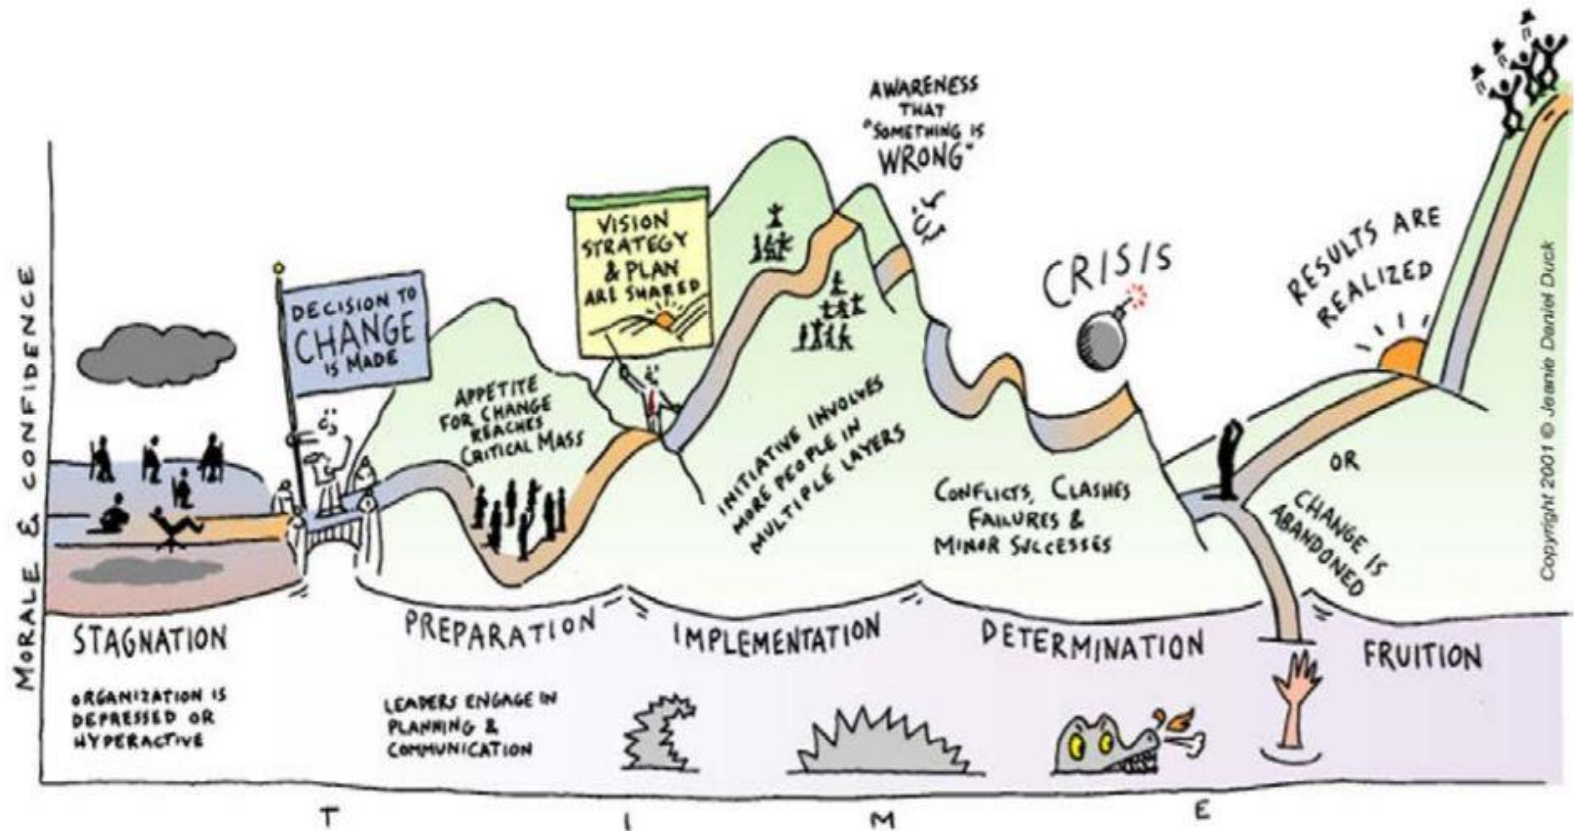 MORALE & CONFIDENCE
DECISION TO
CHANGE
IS MADE
APPETITE
FOR CHANGE
REACHES
CRITICAL MASS
VISION
STRATEGY
& PLAN
ARE SHARED
INITIATIVE INVOLVES
MORE PEOPLE IN
MULTIPLE LAYERS
AWARENESS
THAT
"SOMETHING IS
WRONG"
CONFLICTS, CLASHES
FAILURES &
MINOR SUCCESSES
CRISIS
RESULTS ARE
REALIZED
OR
CHANGE IS
ABANDONED
Copyright 2001 © Jeanie Daniel Duck
STAGNATION
PREPARATION
IMPLEMENTATION
DETERMINATION
FRUITION
ORGANIZATION IS
DEPRESSED OR
HYPERACTIVE
LEADERS ENGAGE IN
PLANNING &
COMMUNICATION
T I M E